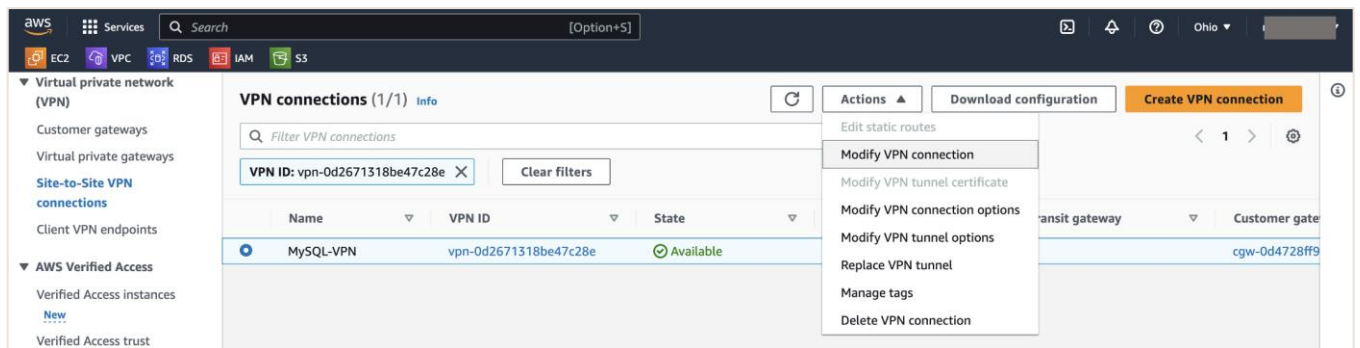 aws Services Search [Option+S] Ohio
EC2 VPC RDS IAM S3
Virtual private network
(VPN)
Customer gateways
Virtual private gateways
Site-to-Site VPN
connections
Client VPN endpoints
AWS Verified Access
Verified Access instances
New
Verified Access trust
VPN connections (1/1) Info
Actions Download configuration Create VPN connection
Filter VPN connections
1
VPN ID: vpn-0d2671318be47c28e Clear filters
Name VPN ID State ransit gateway Customer gate
MySQL-VPN vpn-0d2671318be47c28e Available cgw-0d4728ff9
Edit static routes
Modify VPN connection
Modify VPN tunnel certificate
Modify VPN connection options
Modify VPN tunnel options
Replace VPN tunnel
Manage tags
Delete VPN connection